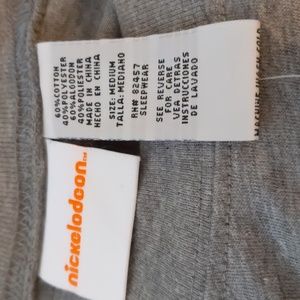 60%COTTON
40%POLYESTER
60%ALGODON
40%POLIESTER
MADE IN CHINA
HECHO EN CHINA
SIZE: MEDIUM
TALLA: MEDIANO
RN# 82457
SLEEPWEAR
SEE REVERSE
FOR CARE
VEA DETRAS
INSTRUCCIONES
DE LAVADO
nickelodeon